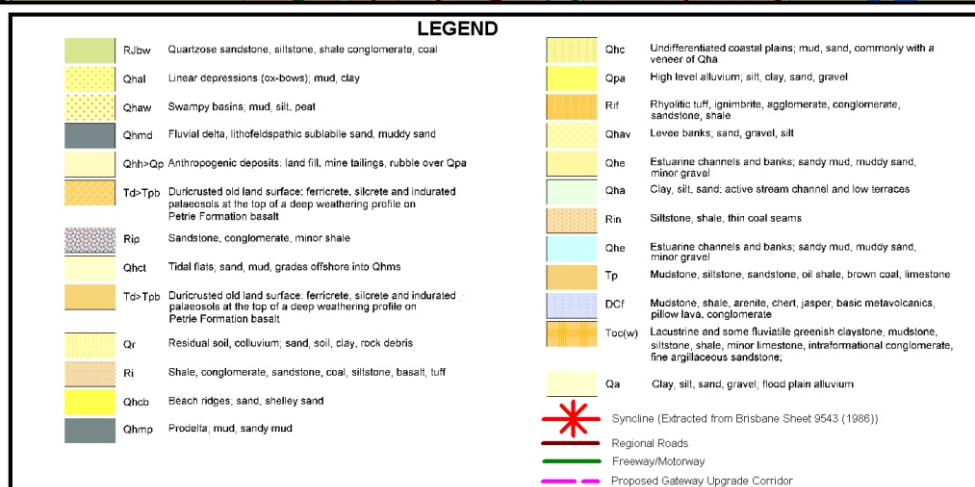 LEGEND
RJbw Quartzose sandstone, siltstone, shale conglomerate, coal
Qhal Linear depressions (ox-bows); mud, clay
Qhaw Swampy basins; mud, silt, peat
Qhmd Fluvial delta, lithofeldspathic sublabile sand, muddy sand
Qhh>Qp Anthropogenic deposits: land fill, mine tailings, rubble over Qpa
Td>Tpb Duricrusted old land surface: ferricrete, silcrete and indurated
palaeosols at the top of a deep weathering profile on
Petrie Formation basalt
Rip Sandstone, conglomerate, minor shale
Qhct Tidal flats; sand, mud, grades offshore into Qhms
Td>Tpb Duricrusted old land surface: ferricrete, silcrete and indurated
palaeosols at the top of a deep weathering profile on
Petrie Formation basalt
Qr Residual soil, colluvium; sand, soil, clay, rock debris
Ri Shale, conglomerate, sandstone, coal, siltstone, basalt, tuff
Qhcb Beach ridges; sand, shelley sand
Qhmp Prodelta; mud, sandy mud
Qhc Undifferentiated coastal plains; mud, sand, commonly with a
veneer of Qha
Qpa High level alluvium; silt, clay, sand, gravel
Rif Rhyolitic tuff, ignimbrite, agglomerate, conglomerate,
sandstone, shale
Qhav Levee banks; sand, gravel, silt
Qhe Estuarine channels and banks; sandy mud, muddy sand,
minor gravel
Qha Clay, silt, sand; active stream channel and low terraces
Rin Siltstone, shale, thin coal seams
Qhe Estuarine channels and banks; sandy mud, muddy sand,
minor gravel
Tp Mudstone, siltstone, sandstone, oil shale, brown coal, limestone
DCf Mudstone, shale, arenite, chert, jasper, basic metavolcanics,
pillow lava, conglomerate
Toc(w) Lacustrine and some fluviatile greenish claystone, mudstone,
siltstone, shale, minor limestone, intraformational conglomerate,
fine argillaceous sandstone;
Qa Clay, silt, sand, gravel; flood plain alluvium
Syncline (Extracted from Brisbane Sheet 9543 (1986))
Regional Roads
Freeway/Motorway
Proposed Gateway Upgrade Corridor